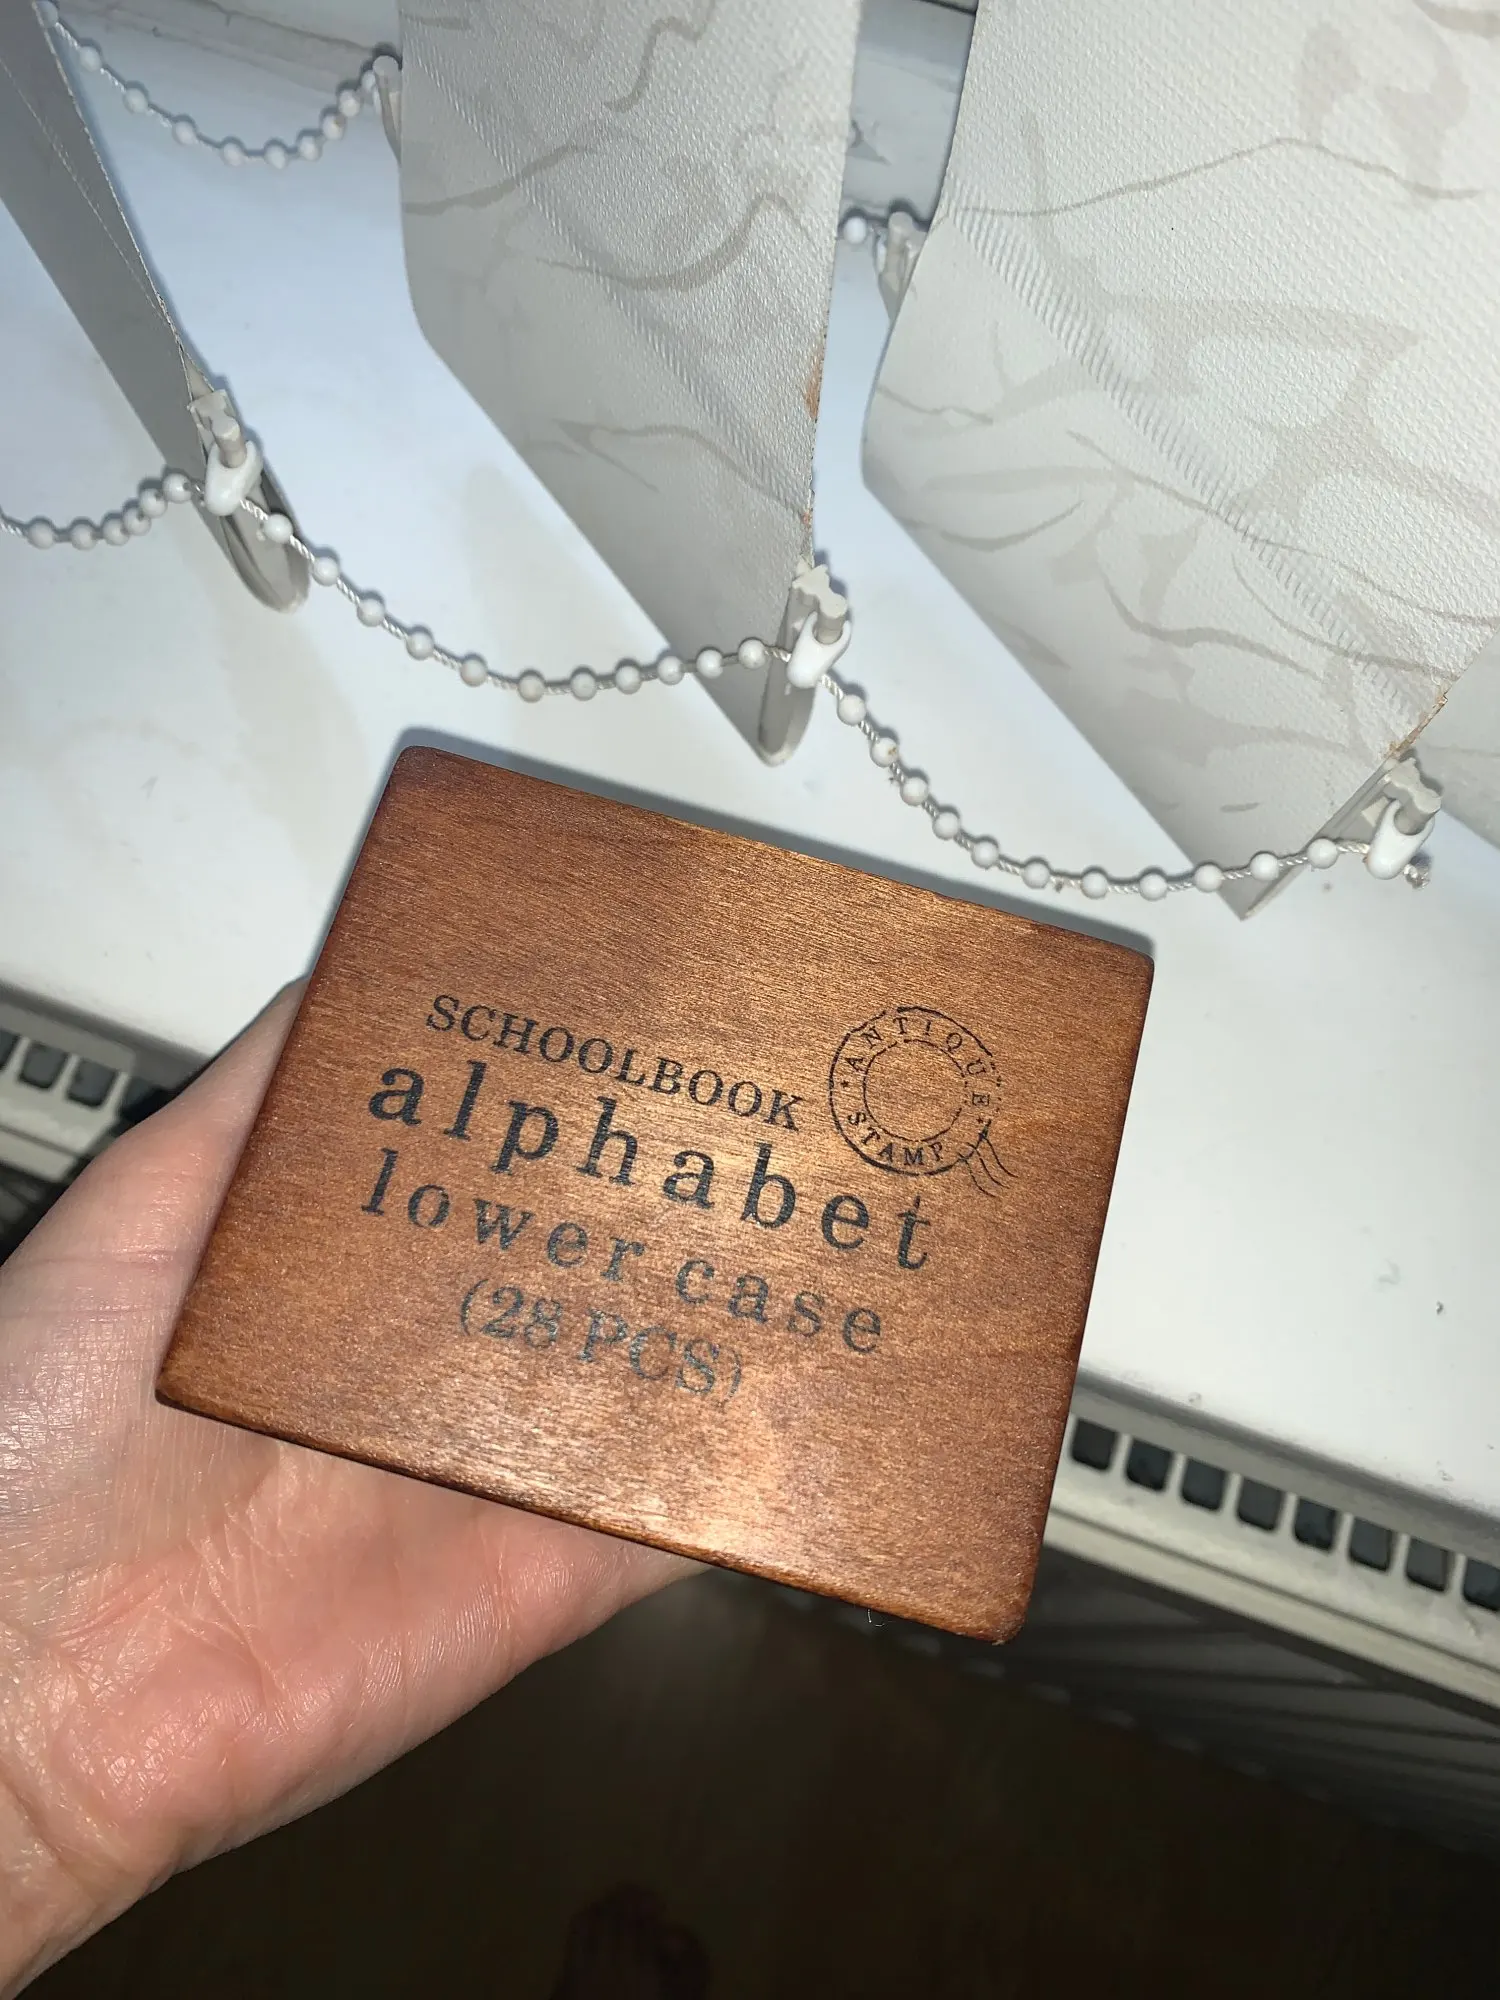 SCHOOLBOOK
alphabet
lower case
(28 PCS)
ANTIQUE
STAMP